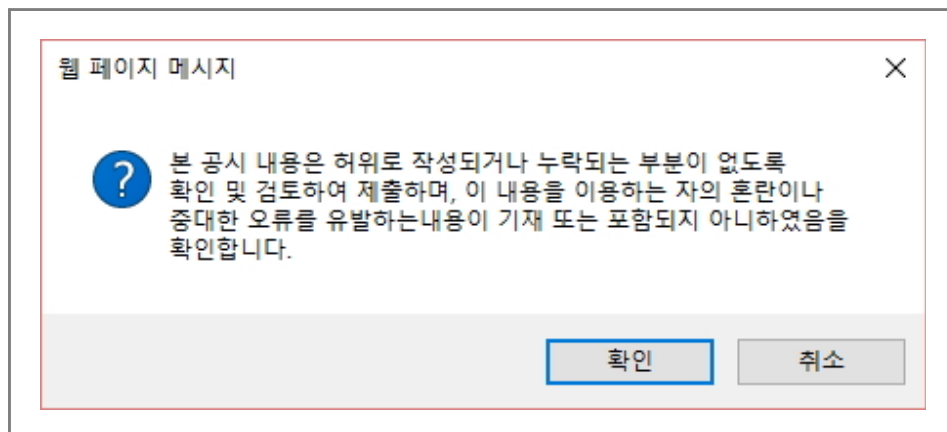 웹 페이지 메시지
본 공시 내용은 허위로 작성되거나 누락되는 부분이 없도록
확인 및 검토하여 제출하며, 이 내용을 이용하는 자의 혼란이나
중대한 오류를 유발하는내용이 기재 또는 포함되지 아니하였음을
확인합니다.
확인 취소